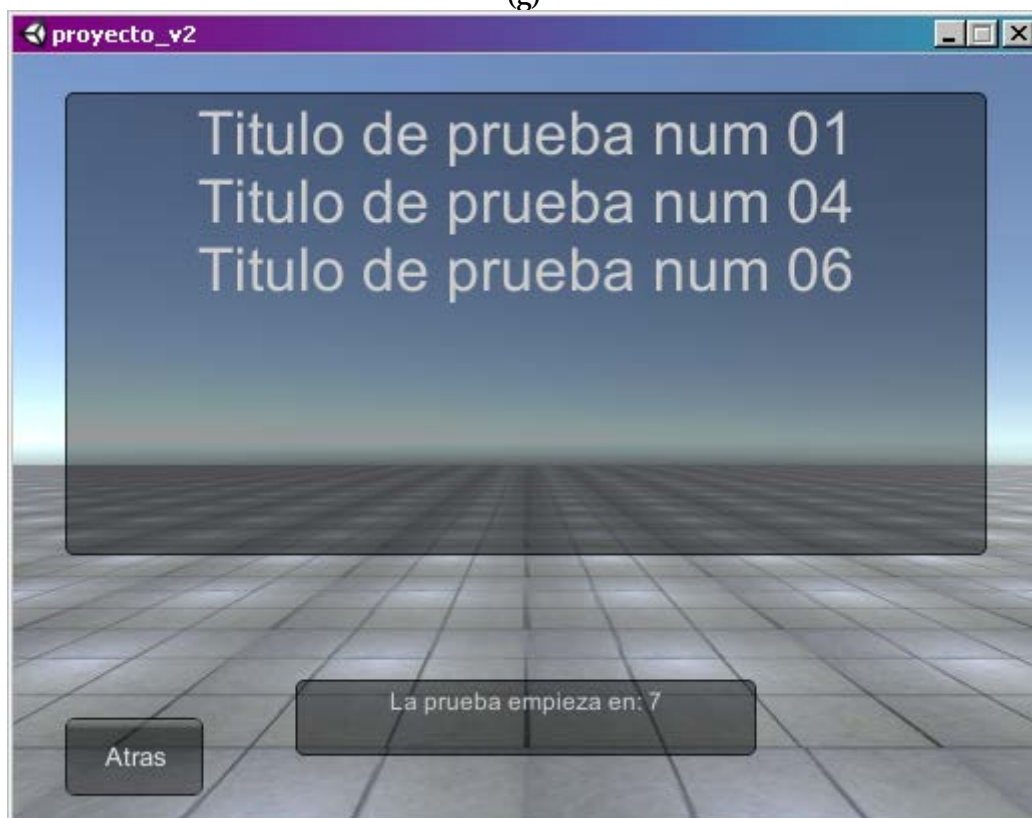 (g)
proyecto_v2
Titulo de prueba num 01
Titulo de prueba num 04
Titulo de prueba num 06
La prueba empieza en: 7
Atras